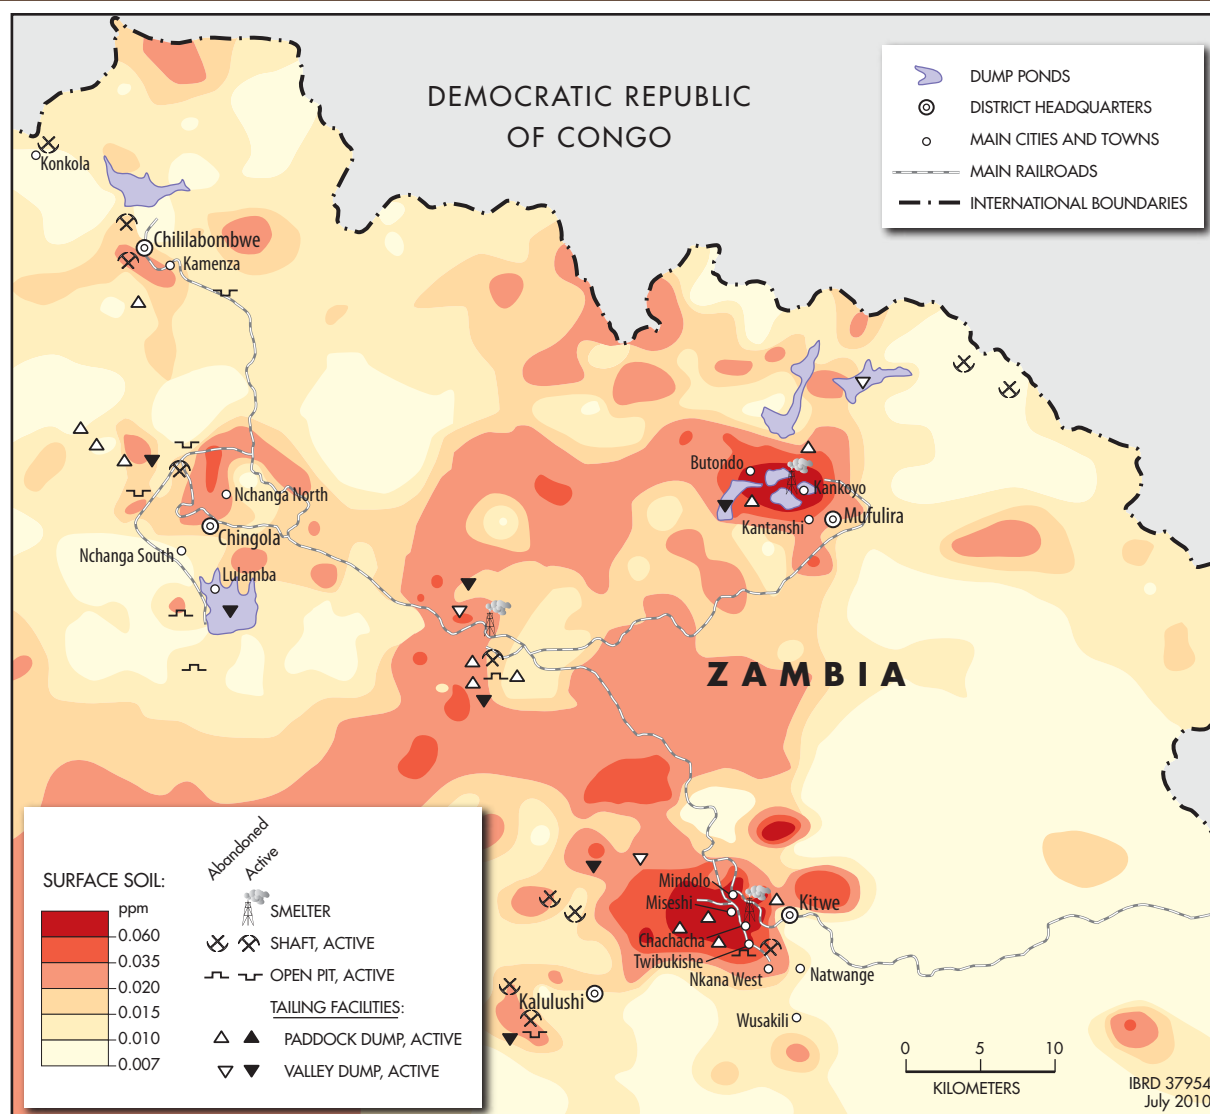 DEMOCRATIC REPUBLIC
OF CONGO
DUMP PONDS
DISTRICT HEADQUARTERS
MAIN CITIES AND TOWNS
MAIN RAILROADS
INTERNATIONAL BOUNDARIES
Konkola
Chililabombwe
Kamenza
Butondo
Kankoyo
Nchanga North
Mufulira
Kantanshi
Chingola
Nchanga South
Lulamba
ZAMBIA
Mindolo
Miseshi
Kitwe
Chachacha
Twibukishe
Nkana West
Natwange
Kalulushi
Wusakili
SURFACE SOIL:
ppm
0.060
0.035
0.020
0.015
0.010
0.007
Abandoned
Active
SMELTER
SHAFT, ACTIVE
OPEN PIT, ACTIVE
TAILING FACILITIES:
PADDOCK DUMP, ACTIVE
VALLEY DUMP, ACTIVE
0 5 10
KILOMETERS
IBRD 37954
July 2010